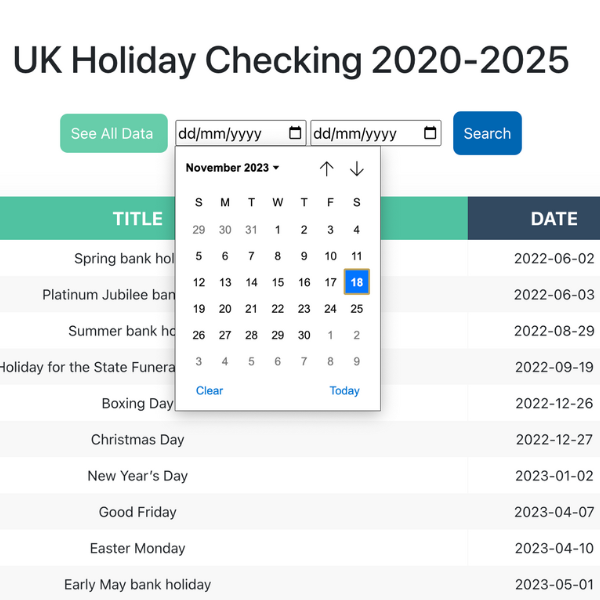 UK Holiday Checking 2020-2025
See All Data dd/mm/yyyy dd/mm/yyyy Search
November 2023
S M T W T F S
29 30 31 1 2 3 4
5 6 7 8 9 10 11
12 13 14 15 16 17 18
19 20 21 22 23 24 25
26 27 28 29 30 1 2
3 4 5 6 7 8 9
Clear Today
TITLE DATE
Spring bank hol 2022-06-02
Platinum Jubilee ban 2022-06-03
Summer bank ho 2022-08-29
Holiday for the State Funera 2022-09-19
Boxing Day 2022-12-26
Christmas Day 2022-12-27
New Year's Day 2023-01-02
Good Friday 2023-04-07
Easter Monday 2023-04-10
Early May bank holiday 2023-05-01